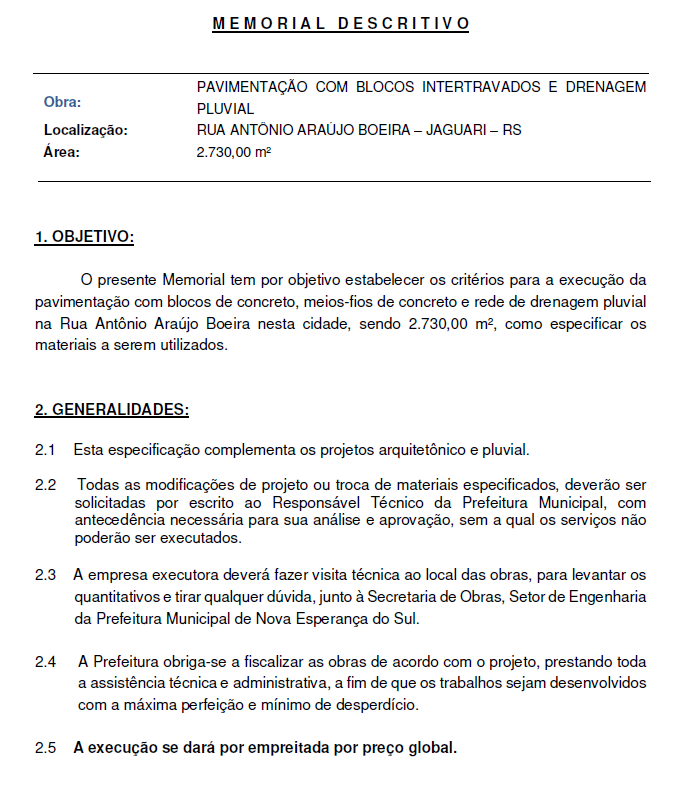 MEMORIAL DESCRITIVO
Obra:
PAVIMENTAÇÃO COM BLOCOS INTERTRAVADOS E DRENAGEM
PLUVIAL
Localização:
RUA ANTÔNIO ARAÚJO BOEIRA – JAGUARI – RS
Área:
2.730,00 m²
1. OBJETIVO:
O presente Memorial tem por objetivo estabelecer os critérios para a execução da
pavimentação com blocos de concreto, meios-fios de concreto e rede de drenagem pluvial
na Rua Antônio Araújo Boeira nesta cidade, sendo 2.730,00 m², como especificar os
materiais a serem utilizados.
2. GENERALIDADES:
2.1 Esta especificação complementa os projetos arquitetônico e pluvial.
2.2 Todas as modificações de projeto ou troca de materiais especificados, deverão ser
solicitadas por escrito ao Responsável Técnico da Prefeitura Municipal, com
antecedência necessária para sua análise e aprovação, sem a qual os serviços não
poderão ser executados.
2.3 A empresa executora deverá fazer visita técnica ao local das obras, para levantar os
quantitativos e tirar qualquer dúvida, junto à Secretaria de Obras, Setor de Engenharia
da Prefeitura Municipal de Nova Esperança do Sul.
2.4 A Prefeitura obriga-se a fiscalizar as obras de acordo com o projeto, prestando toda
a assistência técnica e administrativa, a fim de que os trabalhos sejam desenvolvidos
com a máxima perfeição e mínimo de desperdício.
2.5 A execução se dará por empreitada por preço global.